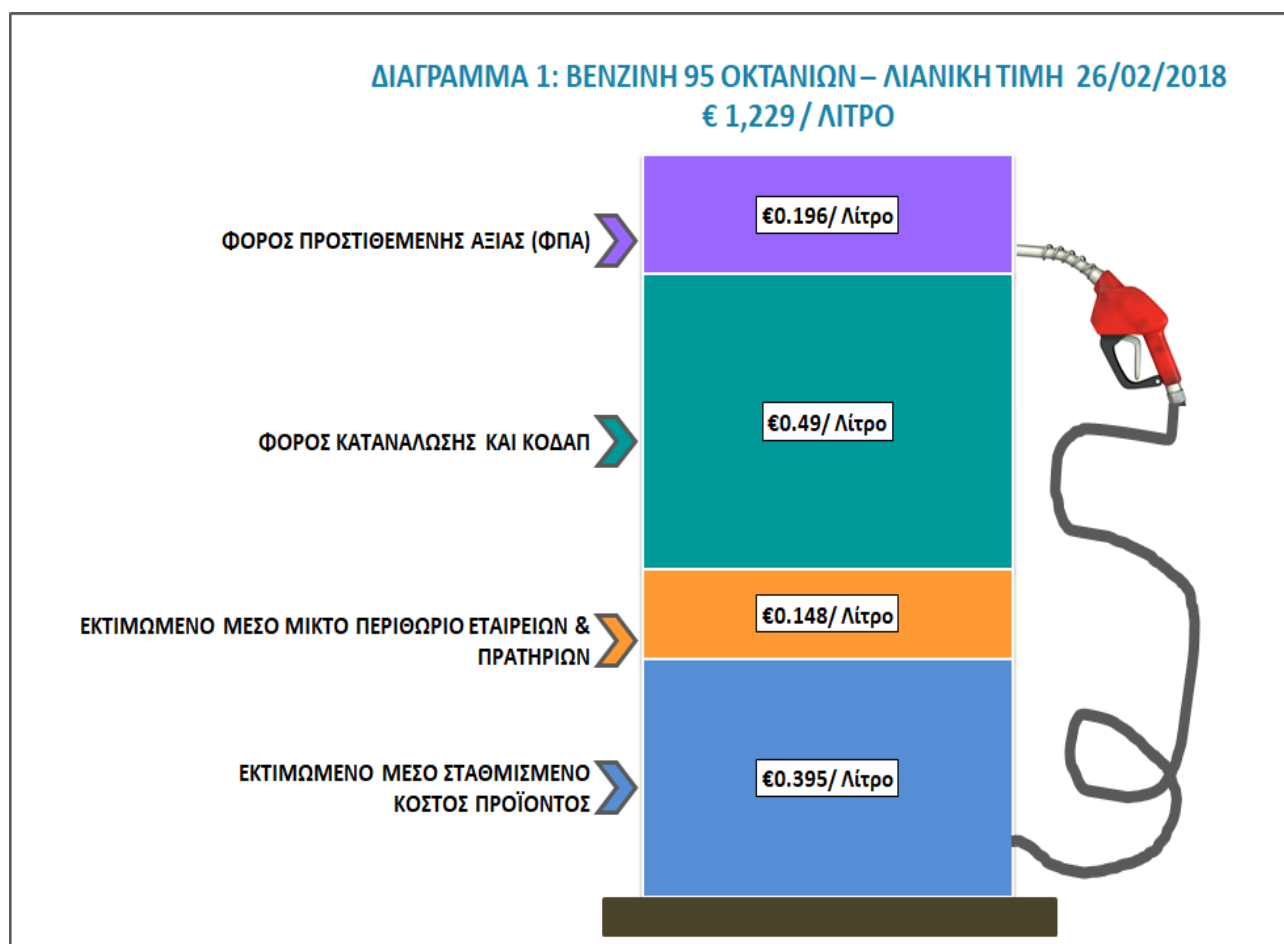 ΔΙΑΓΡΑΜΜΑ 1: ΒΕΝΖΙΝΗ 95 ΟΚΤΑΝΙΩΝ – ΛΙΑΝΙΚΗ ΤΙΜΗ 26/02/2018
€ 1,229 / ΛΙΤΡΟ
€0.196/ Λίτρο
ΦΟΡΟΣ ΠΡΟΣΤΙΘΕΜΕΝΗΣ ΑΞΙΑΣ (ΦΠΑ)
€0.49/ Λίτρο
ΦΟΡΟΣ ΚΑΤΑΝΑΛΩΣΗΣ ΚΑΙ ΚΟΔΑΠ
€0.148/ Λίτρο
ΕΚΤΙΜΩΜΕΝΟ ΜΕΣΟ ΜΙΚΤΟ ΠΕΡΙΘΩΡΙΟ ΕΤΑΙΡΕΙΩΝ &
ΠΡΑΤΗΡΙΩΝ
ΕΚΤΙΜΩΜΕΝΟ ΜΕΣΟ ΣΤΑΘΜΙΣΜΕΝΟ
ΚΟΣΤΟΣ ΠΡΟΪΟΝΤΟΣ
€0.395/ Λίτρο